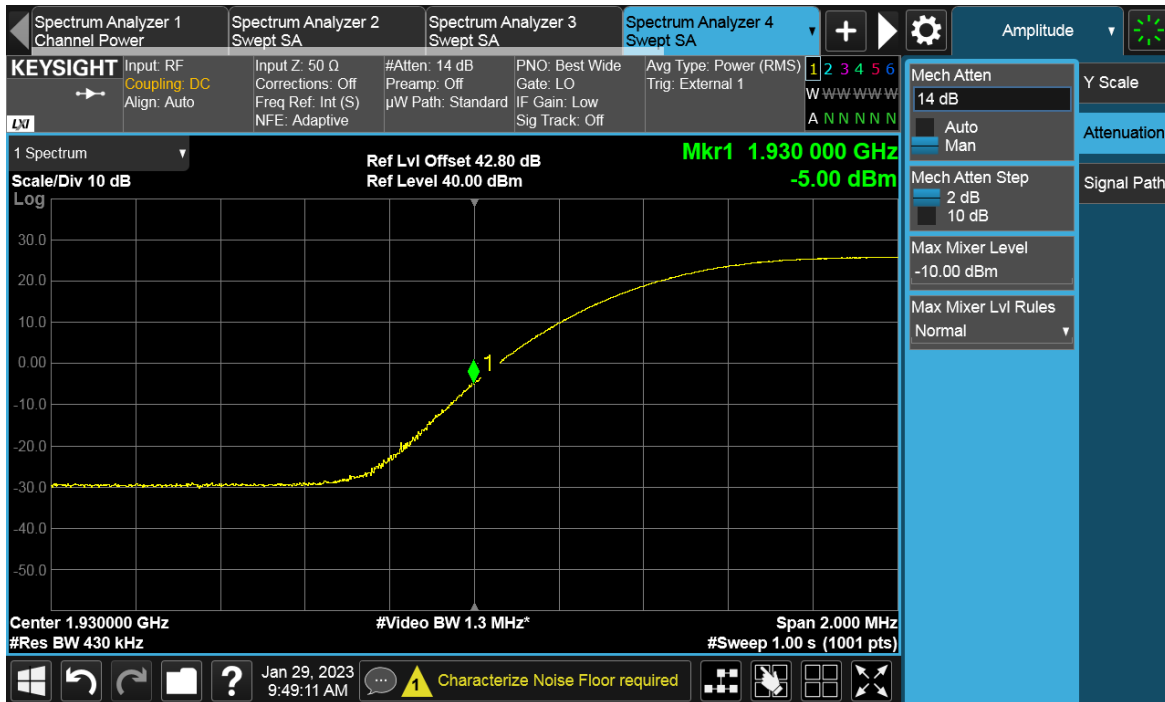 Spectrum Analyzer 1
Channel Power
Spectrum Analyzer 2
Swept SA
Spectrum Analyzer 3
Swept SA
Spectrum Analyzer 4
Swept SA
Amplitude
KEYSIGHT
LXI
Input: RF
Coupling: DC
Align: Auto
Input Z: 50 Ω
Corrections: Off
Freq Ref: Int (S)
NFE: Adaptive
#Atten: 14 dB
Preamp: Off
µW Path: Standard
PNO: Best Wide
Gate: LO
IF Gain: Low
Sig Track: Off
Avg Type: Power (RMS)
Trig: External 1
1 2 3 4 5 6
W W W W W W
A N N N N N
1 Spectrum
Scale/Div 10 dB
Log
Ref Lvl Offset 42.80 dB
Ref Level 40.00 dBm
Mkr1 1.930 000 GHz
-5.00 dBm
30.0
20.0
10.0
0.00
-10.0
-20.0
-30.0
-40.0
-50.0
1
Center 1.930000 GHz
#Res BW 430 kHz
#Video BW 1.3 MHz*
Span 2.000 MHz
#Sweep 1.00 s (1001 pts)
Mech Atten
14 dB
Auto
Man
Mech Atten Step
2 dB
10 dB
Max Mixer Level
-10.00 dBm
Max Mixer Lvl Rules
Normal
Y Scale
Attenuation
Signal Path
?
Jan 29, 2023
9:49:11 AM
1
Characterize Noise Floor required